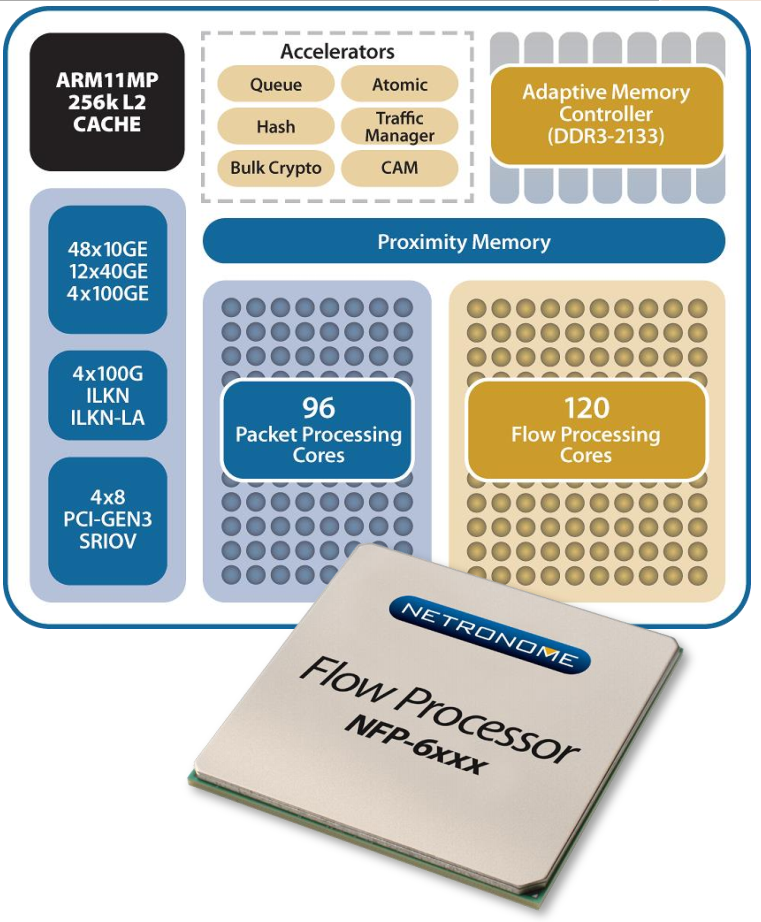 ARM11MP
256k L2
CACHE
Accelerators
Queue
Atomic
Hash
Traffic
Manager
Bulk Crypto
CAM
Adaptive Memory
Controller
(DDR3-2133)
Proximity Memory
48x10GE
12x40GE
4x100GE
4x100G
ILKN
ILKN-LA
4x8
PCI-GEN3
SRIOV
96
Packet Processing
Cores
120
Flow Processing
Cores
NETRONOME
Flow Processor
NFP-6xxx